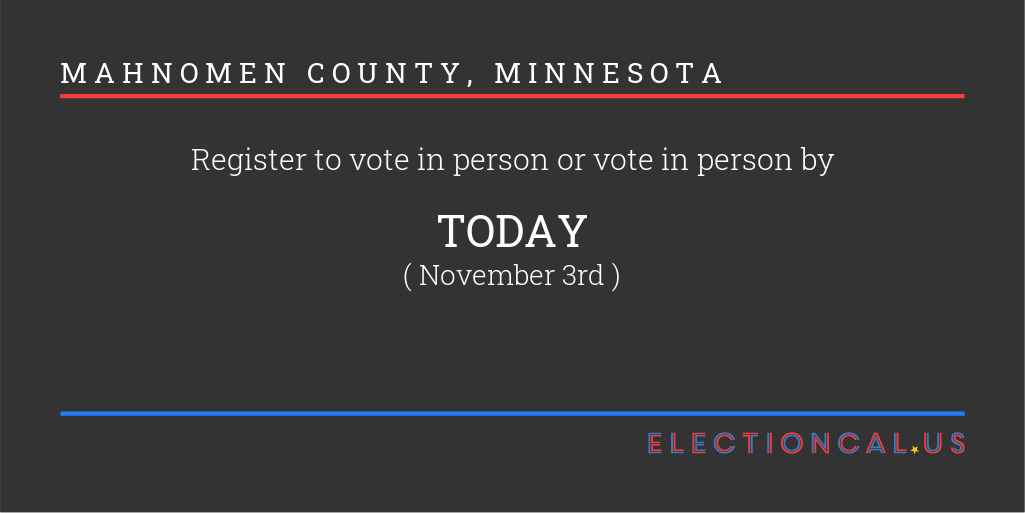 MAHNOMEN COUNTY, MINNESOTA
Register to vote in person or vote in person by
TODAY
( November 3rd )
ELECTIONCAL.US